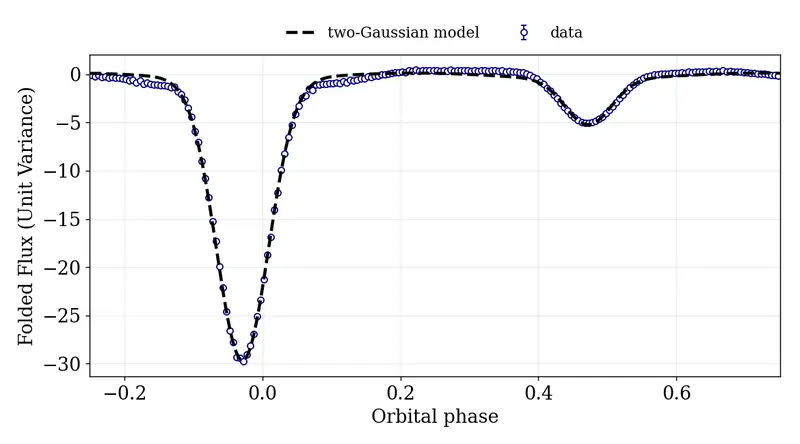 two-Gaussian model data
Folded Flux (Unit Variance)
0
−5
−10
−15
−20
−25
−30
−0.2 0.0 0.2 0.4 0.6
Orbital phase